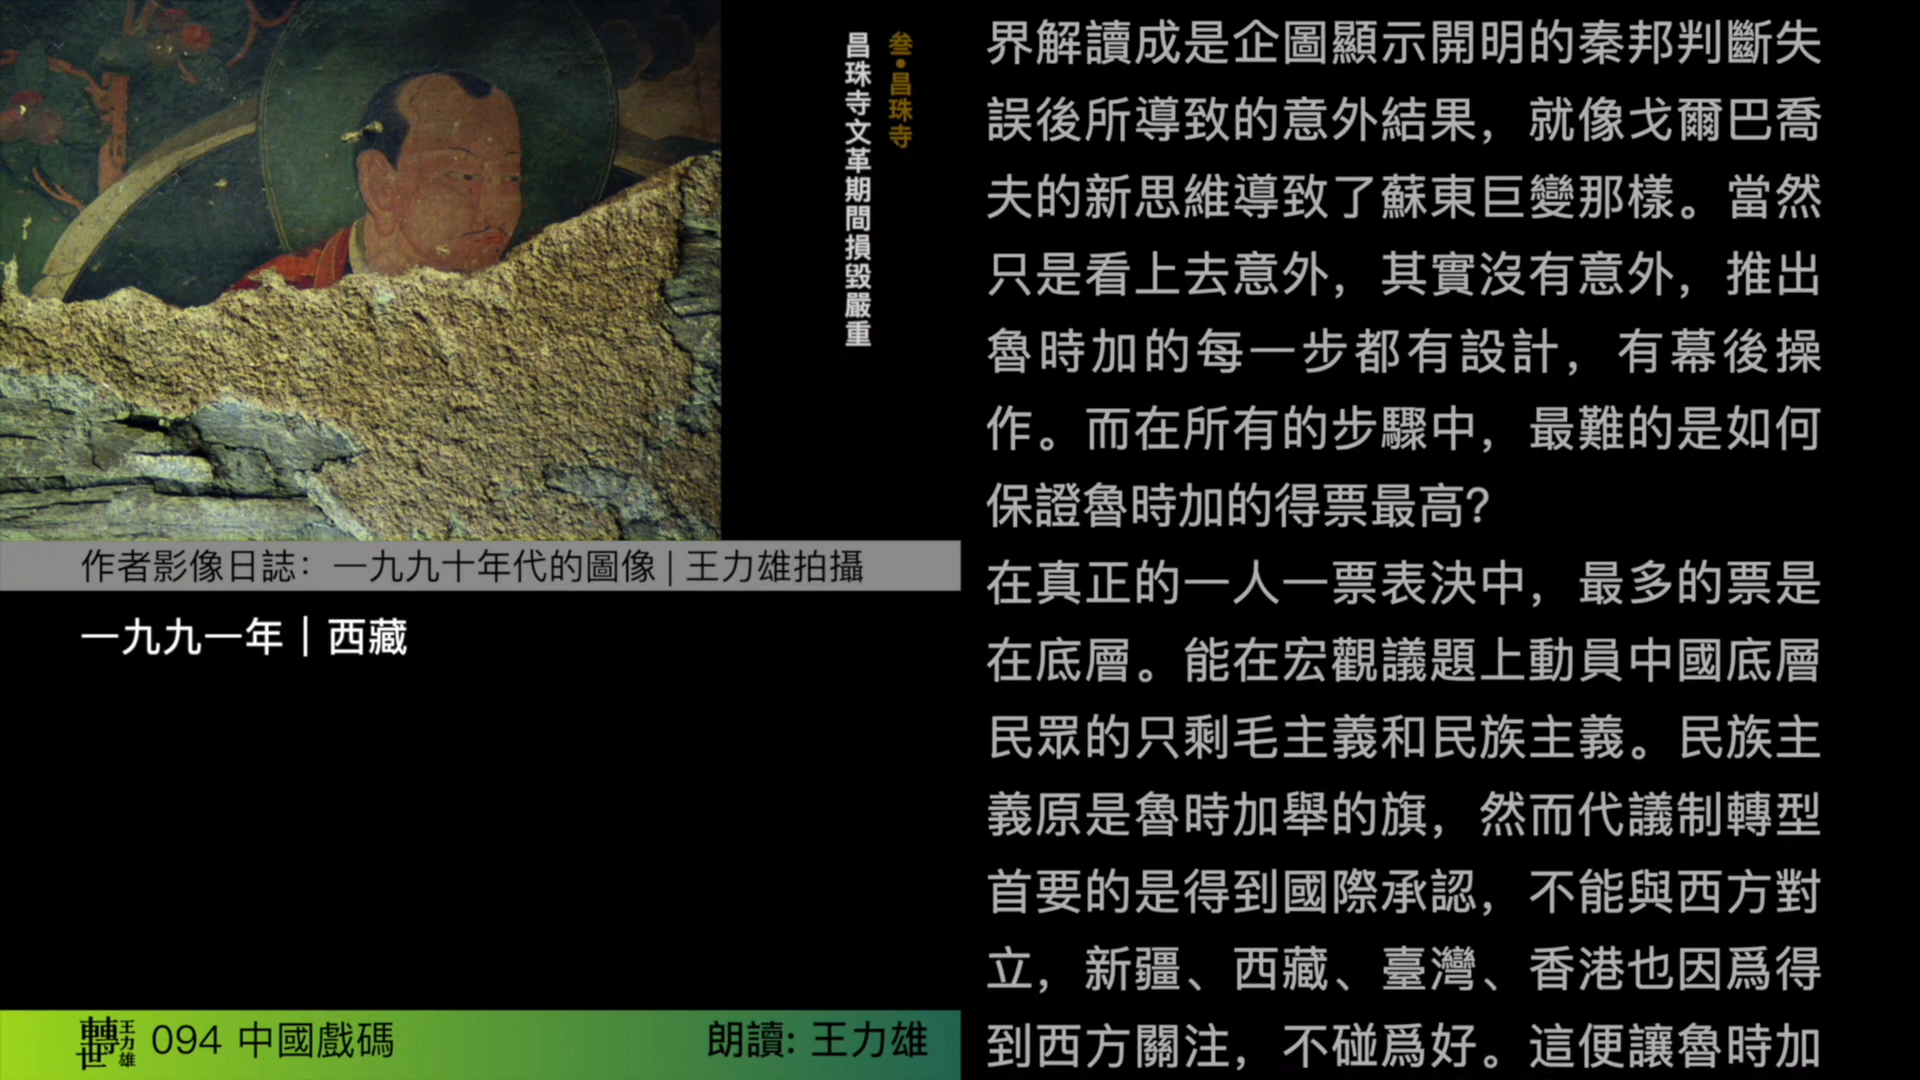 叁•昌珠寺
昌珠寺文革期間損毀嚴重
作者影像日誌：一九九十年代的圖像 | 王力雄拍攝
一九九一年｜西藏
轉世 王力雄 094 中國戲碼
朗讀: 王力雄
界解讀成是企圖顯示開明的秦邦判斷失
誤後所導致的意外結果，就像戈爾巴喬
夫的新思維導致了蘇東巨變那樣。當然
只是看上去意外，其實沒有意外，推出
魯時加的每一步都有設計，有幕後操
作。而在所有的步驟中，最難的是如何
保證魯時加的得票最高?
在真正的一人一票表決中，最多的票是
在底層。能在宏觀議題上動員中國底層
民眾的只剩毛主義和民族主義。民族主
義原是魯時加舉的旗，然而代議制轉型
首要的是得到國際承認，不能與西方對
立，新疆、西藏、臺灣、香港也因爲得
到西方關注，不碰爲好。這便讓魯時加